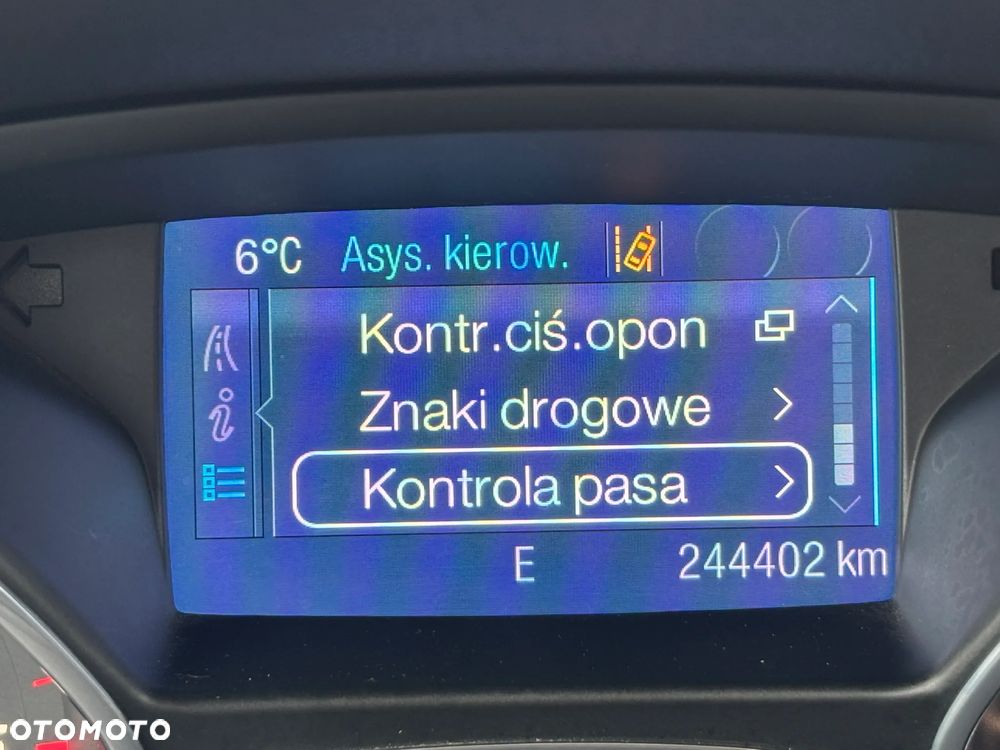 6°C Asys. kierow.
Kontr.ciś.opon
Znaki drogowe
Kontrola pasa
E 244402 km
OTOMOTO